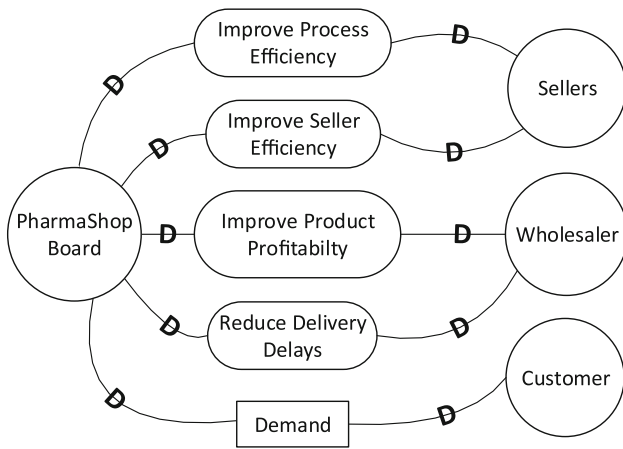 Improve Process
Efficiency
D
D
Sellers
Improve Seller
Efficiency
D
D
PharmaShop
Board
D
Improve Product
Profitabilty
D
Wholesaler
D
Reduce Delivery
Delays
D
Customer
D
Demand
D